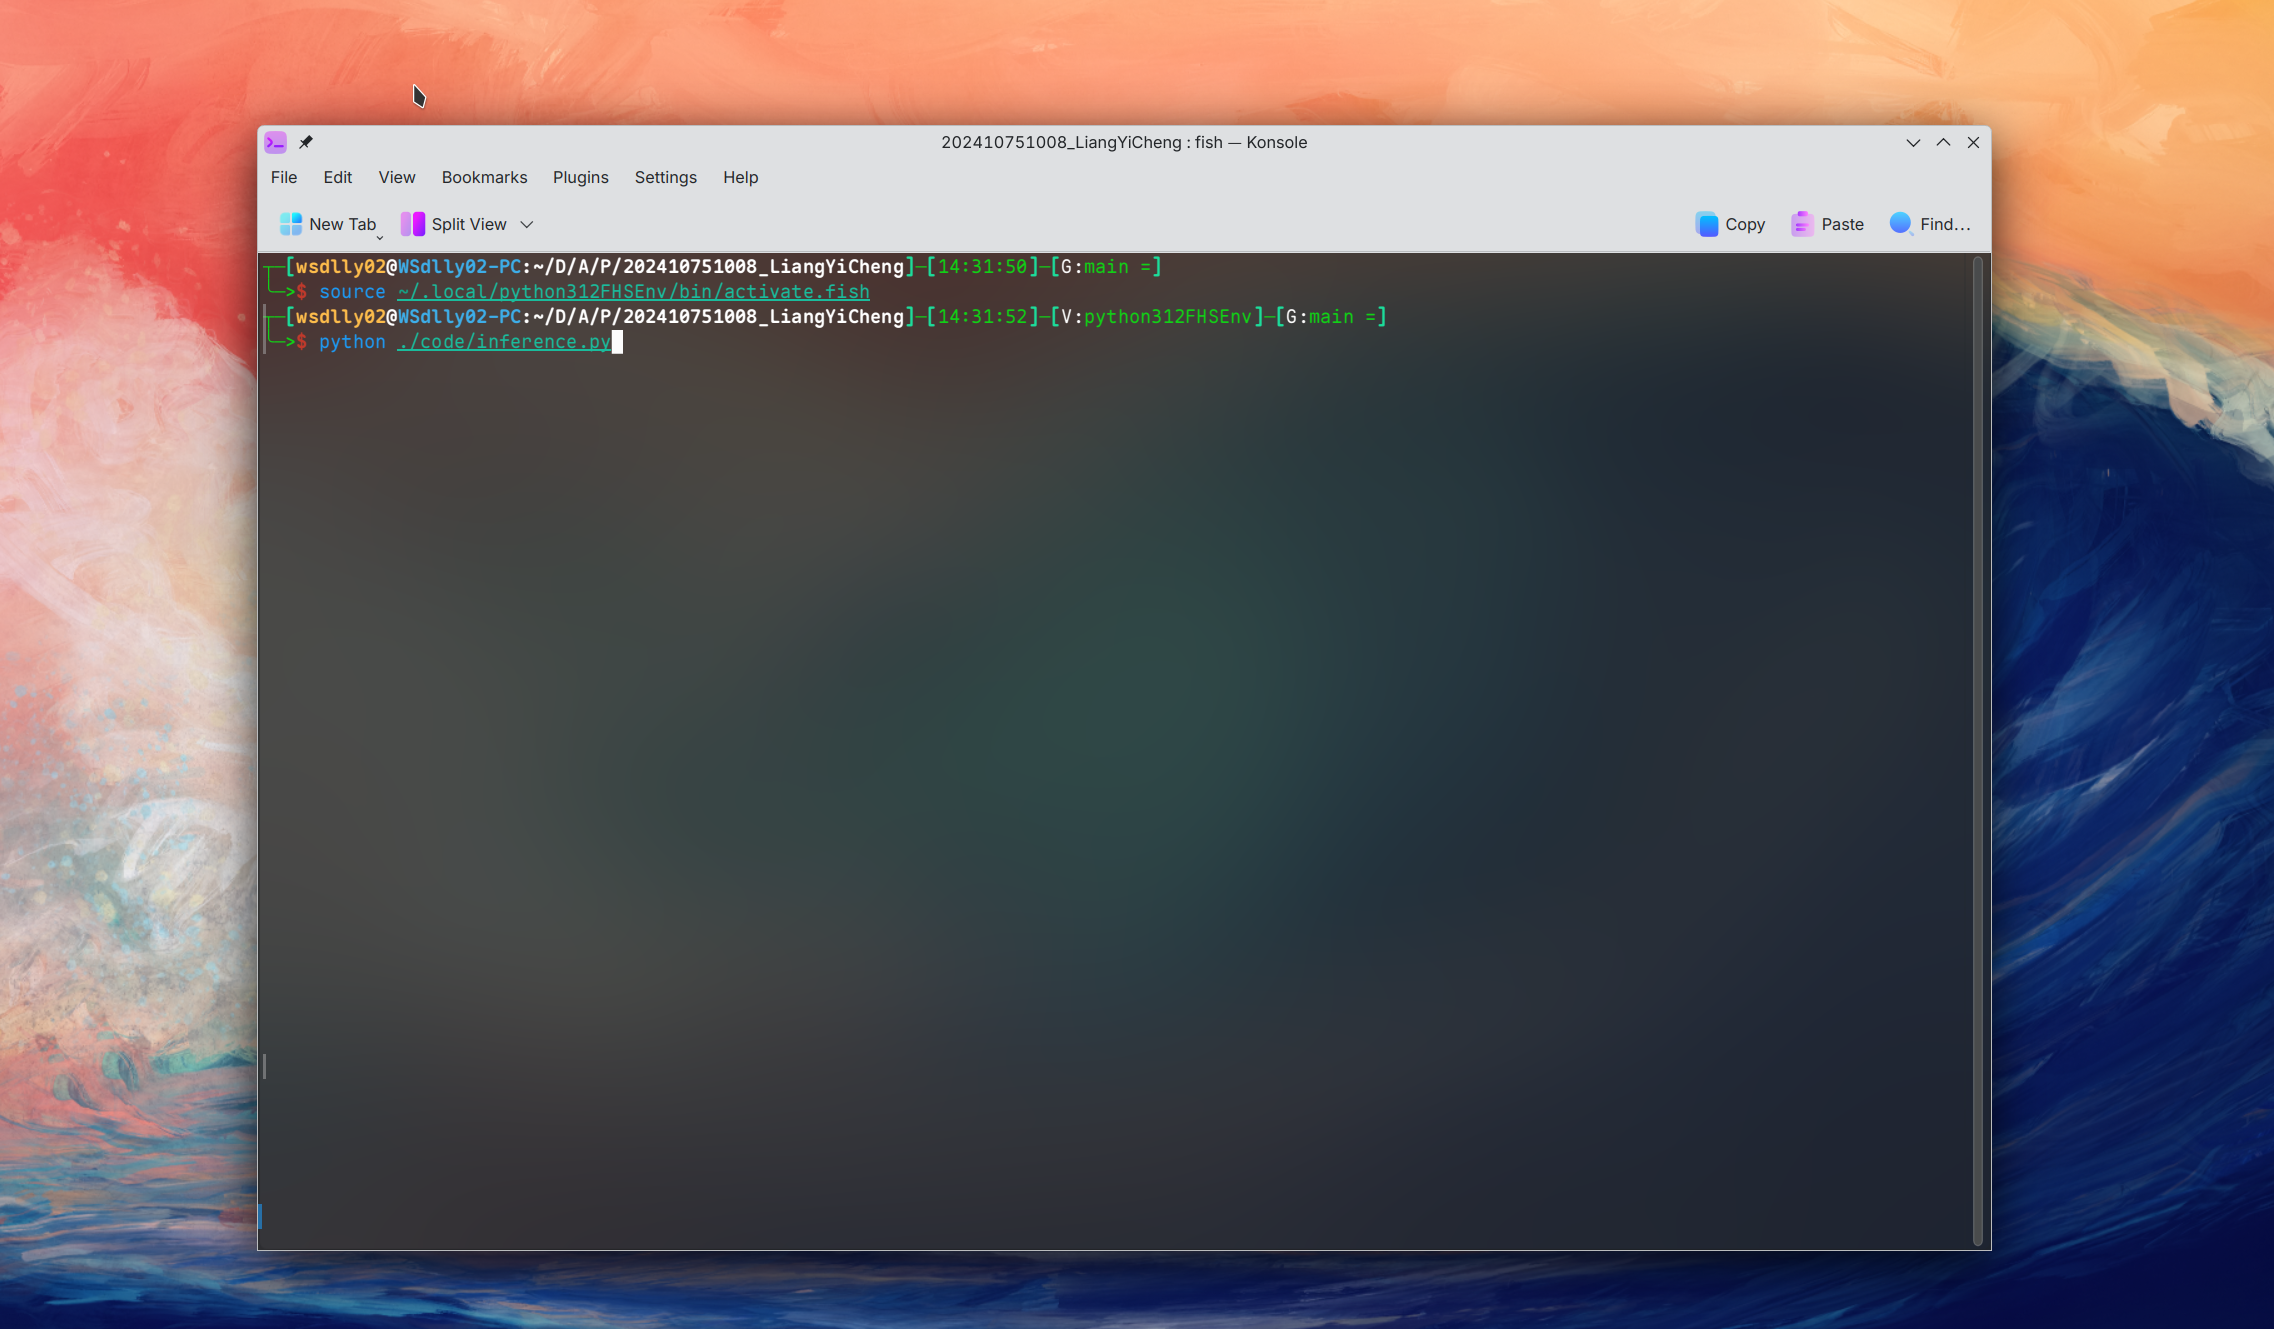 202410751008_LiangYiCheng : fish — Konsole
File Edit View Bookmarks Plugins Settings Help
New Tab Split View Copy Paste Find...
┬─[wsdlly02@WSdlly02-PC:~/D/A/P/202410751008_LiangYiCheng]─[14:31:50]─[G:main =]
╰─>$ source ~/.local/python312FHSEnv/bin/activate.fish
┬─[wsdlly02@WSdlly02-PC:~/D/A/P/202410751008_LiangYiCheng]─[14:31:52]─[V:python312FHSEnv]─[G:main =]
╰─>$ python ./code/inference.py